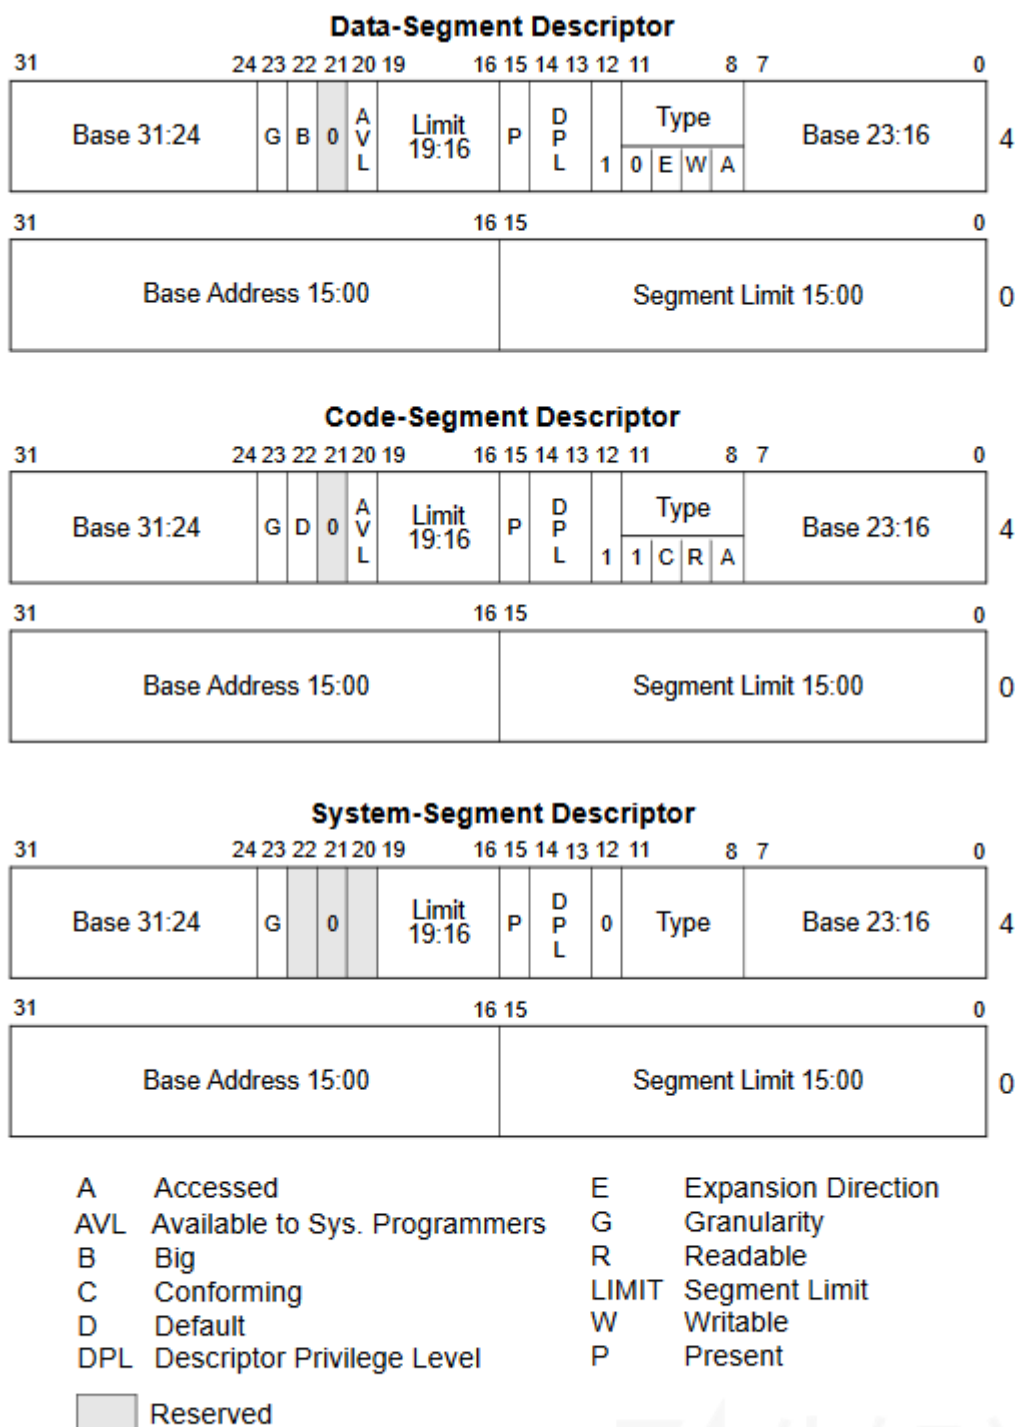 Data-Segment Descriptor
31 24 23 22 21 20 19 16 15 14 13 12 11 8 7 0
Base 31:24 G B 0 AVL Limit 19:16 P DPL 1 Type 0 E W A Base 23:16 4
31 16 15 0
Base Address 15:00 Segment Limit 15:00 0
Code-Segment Descriptor
31 24 23 22 21 20 19 16 15 14 13 12 11 8 7 0
Base 31:24 G D 0 AVL Limit 19:16 P DPL 1 Type 1 C R A Base 23:16 4
31 16 15 0
Base Address 15:00 Segment Limit 15:00 0
System-Segment Descriptor
31 24 23 22 21 20 19 16 15 14 13 12 11 8 7 0
Base 31:24 G 0 Limit 19:16 P DPL 0 Type Base 23:16 4
31 16 15 0
Base Address 15:00 Segment Limit 15:00 0
A Accessed E Expansion Direction
AVL Available to Sys. Programmers G Granularity
B Big R Readable
C Conforming LIMIT Segment Limit
D Default W Writable
DPL Descriptor Privilege Level P Present
Reserved